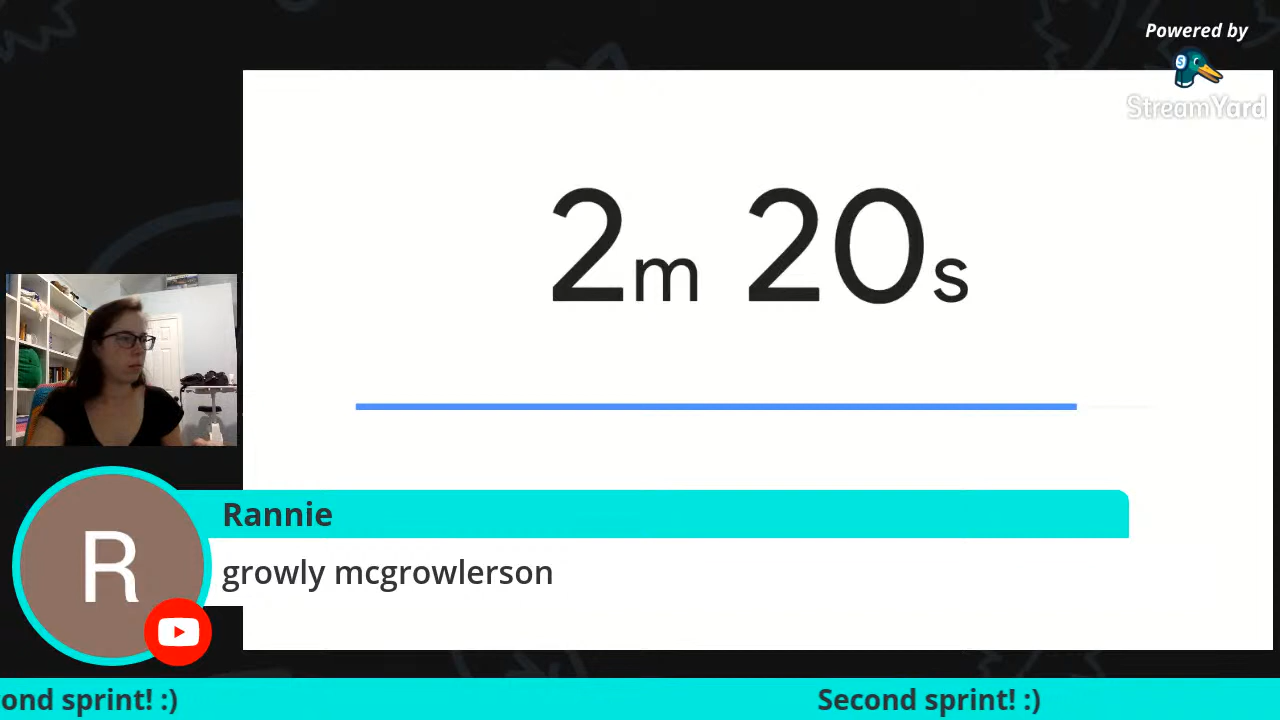 Powered by
StreamYard
2m 20s
Rannie
R
growly mcgrowlerson
ond sprint! :)
Second sprint! :)